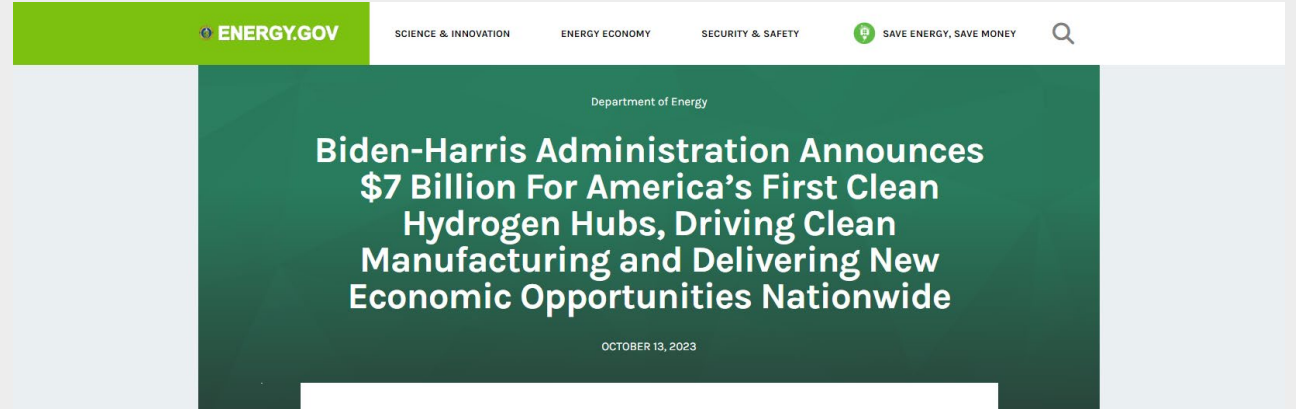 ENERGY.GOV SCIENCE & INNOVATION ENERGY ECONOMY SECURITY & SAFETY SAVE ENERGY, SAVE MONEY
Department of Energy
Biden-Harris Administration Announces
$7 Billion For America’s First Clean
Hydrogen Hubs, Driving Clean
Manufacturing and Delivering New
Economic Opportunities Nationwide
OCTOBER 13, 2023